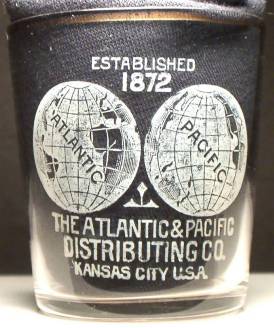 ESTABLISHED
1872
ATLANTIC
PACIFIC
THE ATLANTIC & PACIFIC
DISTRIBUTING CO.
KANSAS CITY U.S.A.